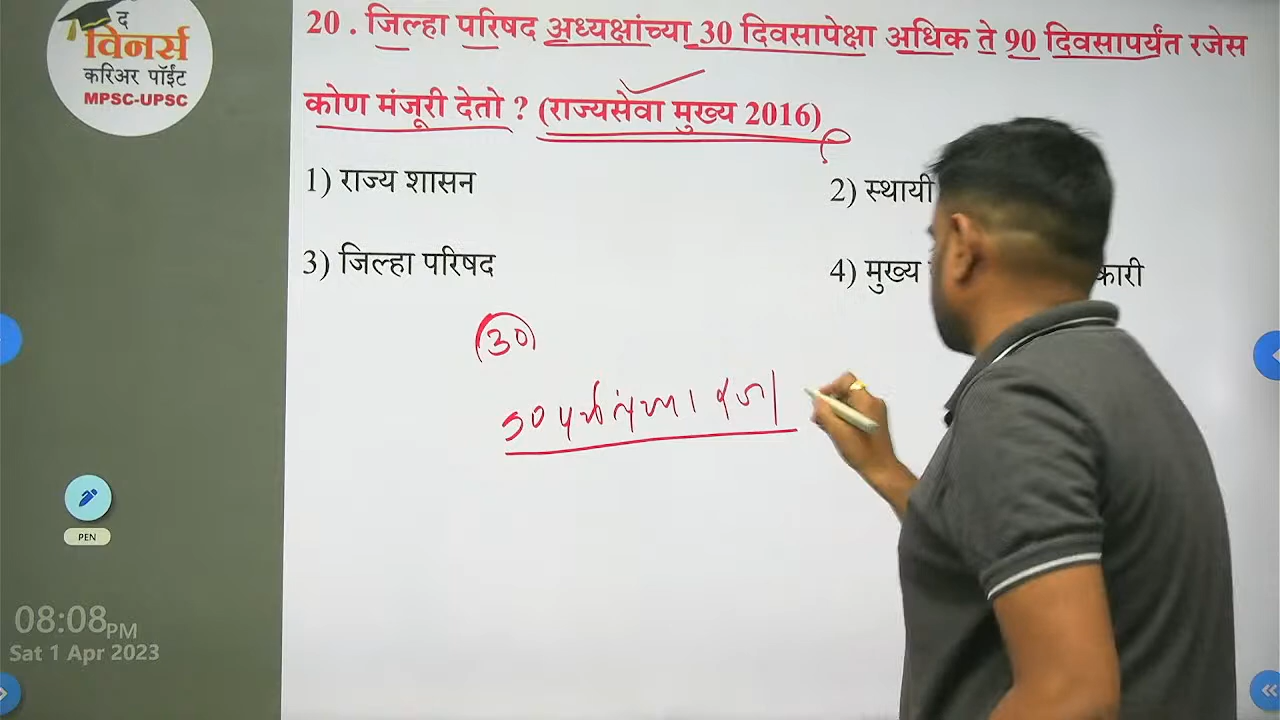 द
विनर्स
करिअर पॉईंट
MPSC-UPSC
20 . जिल्हा परिषद अध्यक्षांच्या 30 दिवसापेक्षा अधिक ते 90 दिवसापर्यंत रजेस
कोण मंजूरी देतो ? (राज्यसेवा मुख्य 2016)
1) राज्य शासन
2) स्थायी
3) जिल्हा परिषद
4) मुख्य कारी
30
PEN
08:08PM
Sat 1 Apr 2023